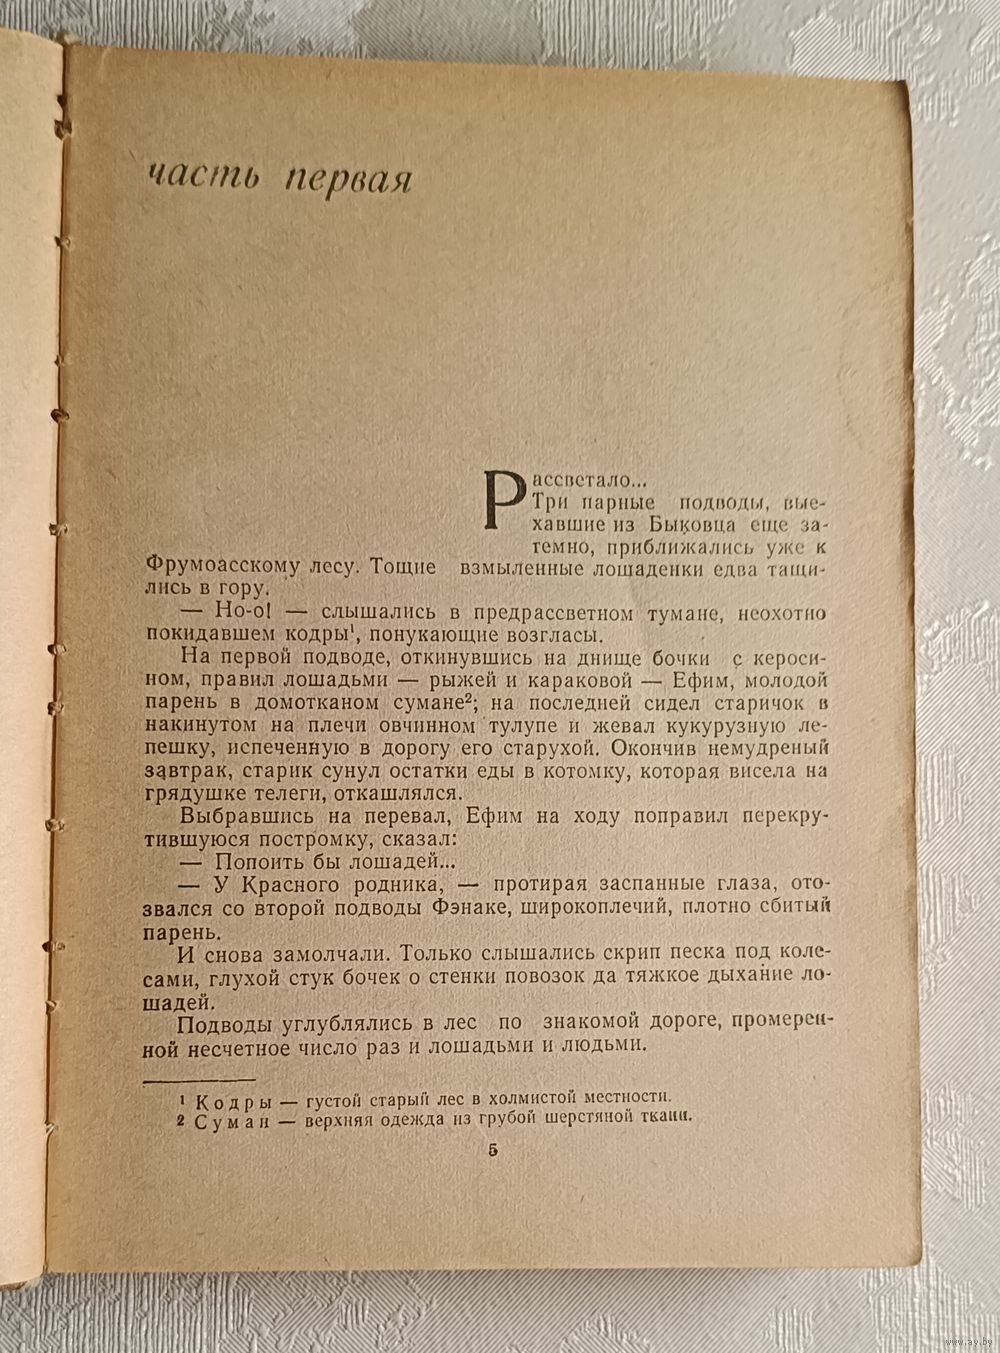 часть первая
Рассветало...
Три парные подводы, вые-
хавшие из Быковца еще за-
темно, приближались уже к
Фрумоасскому лесу. Тощие взмыленные лошаденки едва тащи-
лись в гору.
— Но-о! — слышались в предрассветном тумане, неохотно
покидавшем кодры¹, понукающие возгласы.
На первой подводе, откинувшись на днище бочки с кероси-
ном, правил лошадьми — рыжей и караковой — Ефим, молодой
парень в домотканом сумане²; на последней сидел старичок в
накинутом на плечи овчинном тулупе и жевал кукурузную ле-
пешку, испеченную в дорогу его старухой. Окончив немудреный
завтрак, старик сунул остатки еды в котомку, которая висела на
грядушке телеги, откашлялся.
Выбравшись на перевал, Ефим на ходу поправил перекру-
тившуюся постромку, сказал:
— Попоить бы лошадей...
— У Красного родника, — протирая заспанные глаза, ото-
звался со второй подводы Фэнаке, широкоплечий, плотно сбитый
парень.
И снова замолчали. Только слышались скрип песка под коле-
сами, глухой стук бочек о стенки повозок да тяжкое дыхание ло-
шадей.
Подводы углублялись в лес по знакомой дороге, промерен-
ной несчетное число раз и лошадьми и людьми.
¹ Кодры — густой старый лес в холмистой местности.
² Суман — верхняя одежда из грубой шерстяной ткани.
5
www.ay.by